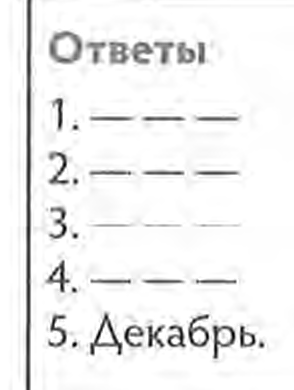 Ответы
1. — — —
2. — — —
3. — — —
4. — — —
5. Декабрь.